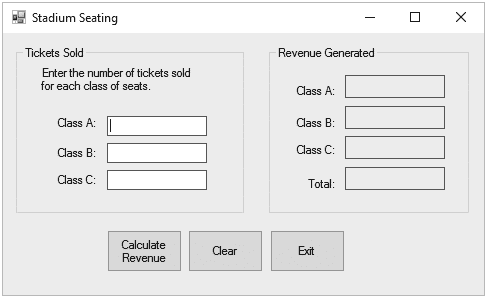 Stadium Seating
Tickets Sold
Enter the number of tickets sold
for each class of seats.
Class A:
Class B:
Class C:
Revenue Generated
Class A:
Class B:
Class C:
Total:
Calculate
Revenue
Clear
Exit